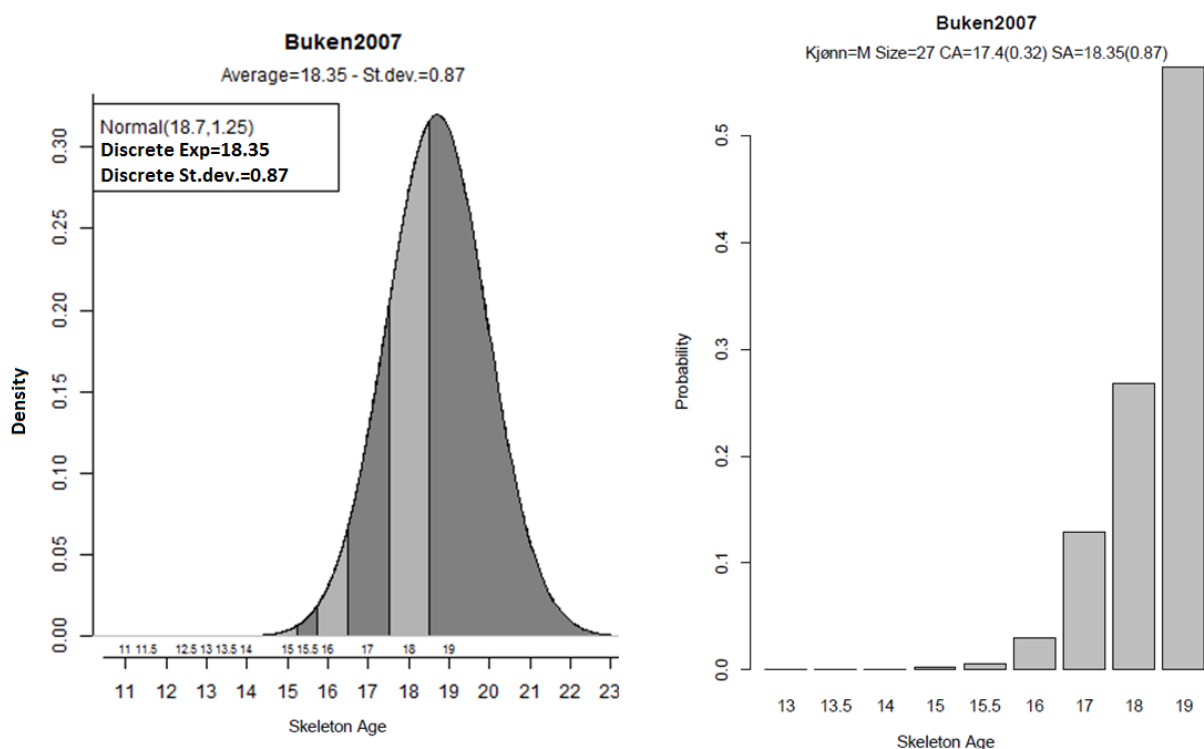 Buken2007
Average=18.35 - St.dev.=0.87
Normal(18.7,1.25)
Discrete Exp=18.35
Discrete St.dev.=0.87
Density
0.30
0.25
0.20
0.15
0.10
0.05
0.00
11 11.5 12.5 13 13.5 14 15 15.5 16 17 18 19
11 12 13 14 15 16 17 18 19 20 21 22 23
Skeleton Age
Buken2007
Kjønn=M Size=27 CA=17.4(0.32) SA=18.35(0.87)
Probability
0.5
0.4
0.3
0.2
0.1
0.0
13 13.5 14 15 15.5 16 17 18 19
Skeleton Age